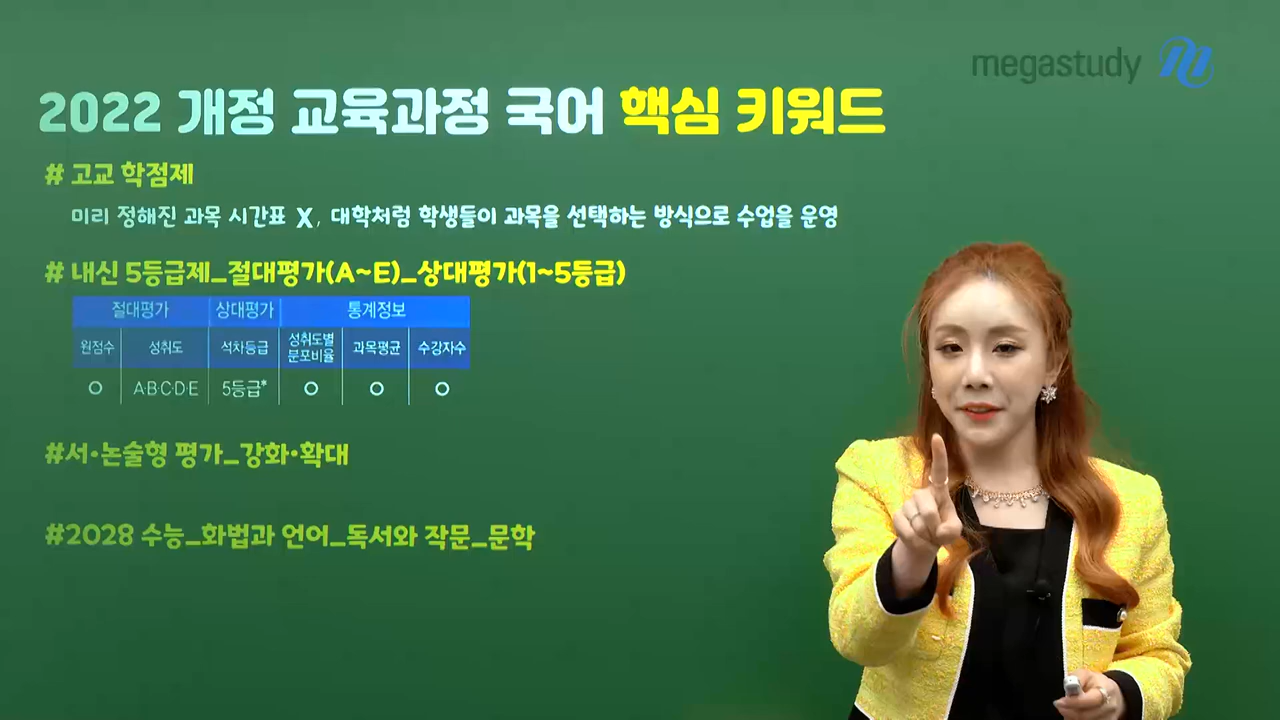 megastudy
2022 개정 교육과정 국어 핵심 키워드
# 고교 학점제
미리 정해진 과목 시간표 X, 대학처럼 학생들이 과목을 선택하는 방식으로 수업을 운영
# 내신 5등급제_절대평가(A~E)_상대평가(1~5등급)
절대평가 상대평가 통계정보
원점수 성취도 석차등급 성취도별 분포비율 과목평균 수강자수
○ A·B·C·D·E 5등급* ○ ○ ○
#서·논술형 평가_강화·확대
#2028 수능_화법과 언어_독서와 작문_문학